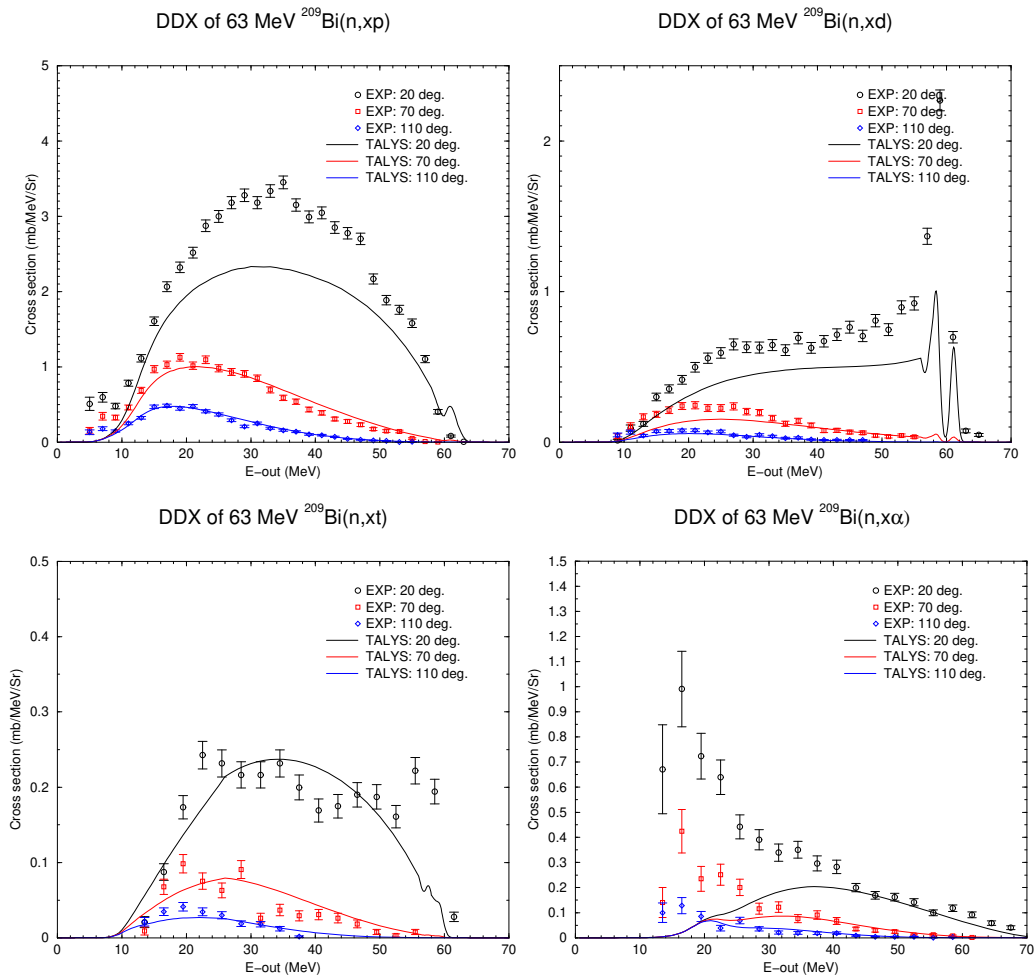 DDX of 63 MeV ²⁰⁹Bi(n,xp)
5
4
3
2
1
0
Cross section (mb/MeV/Sr)
EXP: 20 deg.
EXP: 70 deg.
EXP: 110 deg.
TALYS: 20 deg.
TALYS: 70 deg.
TALYS: 110 deg.
0 10 20 30 40 50 60 70
E−out (MeV)
DDX of 63 MeV ²⁰⁹Bi(n,xd)
2
1
0
Cross section (mb/MeV/Sr)
EXP: 20 deg.
EXP: 70 deg.
EXP: 110 deg.
TALYS: 20 deg.
TALYS: 70 deg.
TALYS: 110 deg.
0 10 20 30 40 50 60 70
E−out (MeV)
DDX of 63 MeV ²⁰⁹Bi(n,xt)
0.5
0.4
0.3
0.2
0.1
0
Cross section (mb/MeV/Sr)
EXP: 20 deg.
EXP: 70 deg.
EXP: 110 deg.
TALYS: 20 deg.
TALYS: 70 deg.
TALYS: 110 deg.
0 10 20 30 40 50 60 70
E−out (MeV)
DDX of 63 MeV ²⁰⁹Bi(n,xα)
1.5
1.4
1.3
1.2
1.1
1
0.9
0.8
0.7
0.6
0.5
0.4
0.3
0.2
0.1
0
Cross section (mb/MeV/Sr)
EXP: 20 deg.
EXP: 70 deg.
EXP: 110 deg.
TALYS: 20 deg.
TALYS: 70 deg.
TALYS: 110 deg.
0 10 20 30 40 50 60 70
E−out (MeV)